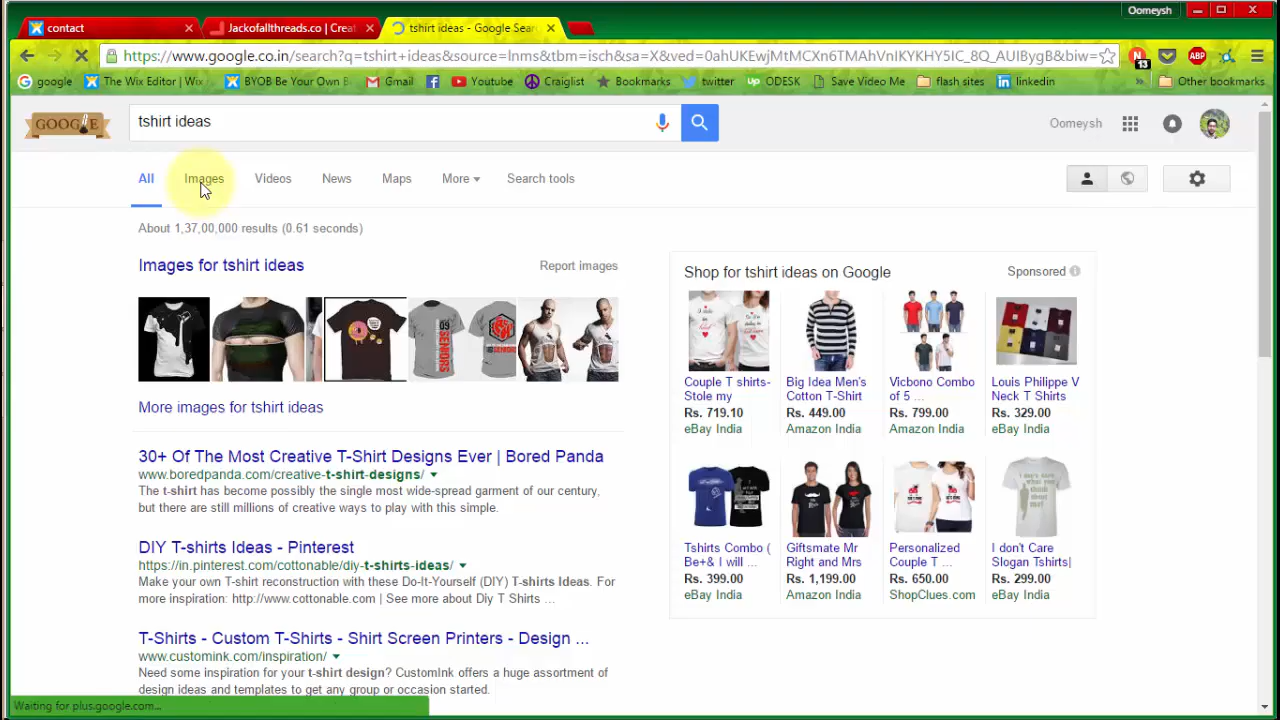 Oomeysh
contact
Jackofallthreads.co | Creat
tshirt ideas - Google Sear
https://www.google.co.in/search?q=tshirt+ideas&source=lnms&tbm=isch&sa=X&ved=0ahUKEwjMtMCXn6TMAhVnIKYKHY5IC_8Q_AUIBygB&biw=
13
ABP
google
The Wix Editor | Wix
BYOB Be Your Own B
Gmail
Youtube
Craiglist
Bookmarks
twitter
up ODESK
Save Video Me
flash sites
linkedin
»
Other bookmarks
GOOGLE
tshirt ideas
Oomeysh
All
Images
Videos
News
Maps
More
Search tools
About 1,37,00,000 results (0.61 seconds)
Images for tshirt ideas
Report images
09
SENIORS
More images for tshirt ideas
30+ Of The Most Creative T-Shirt Designs Ever | Bored Panda
www.boredpanda.com/creative-t-shirt-designs/
The t-shirt has become possibly the single most wide-spread garment of our century,
but there are still millions of creative ways to play with this simple.
DIY T-shirts Ideas - Pinterest
https://in.pinterest.com/cottonable/diy-t-shirts-ideas/
Make your own T-shirt reconstruction with these Do-It-Yourself (DIY) T-shirts Ideas. For
more inspiration: http://www.cottonable.com | See more about Diy T Shirts ...
T-Shirts - Custom T-Shirts - Shirt Screen Printers - Design ...
www.customink.com/inspiration/
Need some inspiration for your t-shirt design? CustomInk offers a huge assortment of
design ideas and templates to get any group or occasion started.
Shop for tshirt ideas on Google
Sponsored
Couple T shirts-
Stole my
Rs. 719.10
eBay India
Big Idea Men's
Cotton T-Shirt
Rs. 449.00
Amazon India
Vicbono Combo
of 5 ...
Rs. 799.00
Amazon India
Louis Philippe V
Neck T Shirts
Rs. 329.00
eBay India
Tshirts Combo (
Be+& I will ...
Rs. 399.00
eBay India
Giftsmate Mr
Right and Mrs
Rs. 1,199.00
Amazon India
Personalized
Couple T ...
Rs. 650.00
ShopClues.com
I don't Care
Slogan Tshirts|
Rs. 299.00
eBay India
Waiting for plus.google.com...